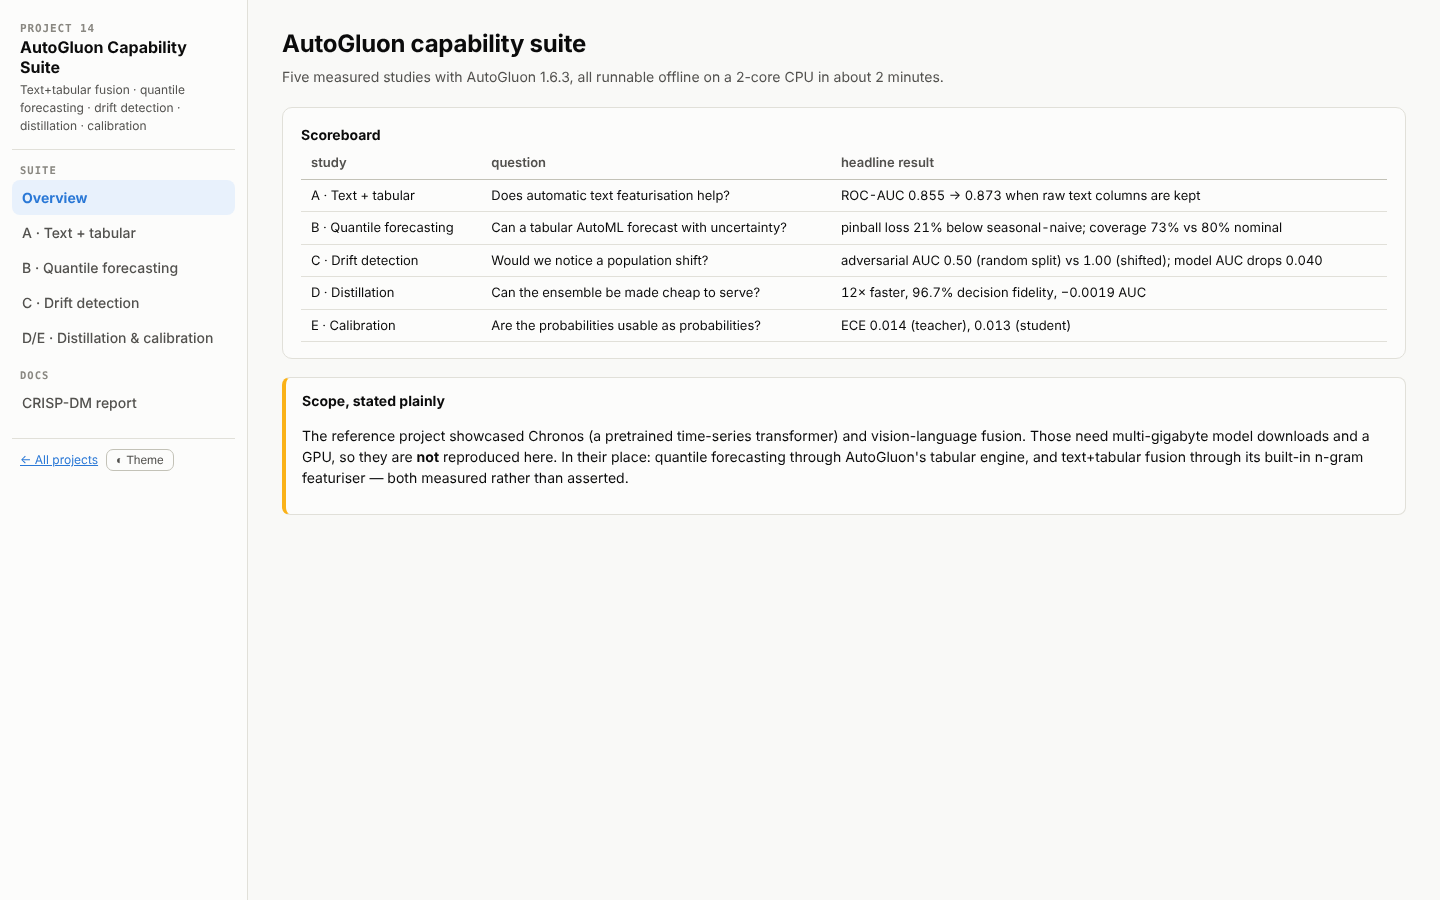 PROJECT 14
AutoGluon Capability
Suite
Text+tabular fusion · quantile
forecasting · drift detection ·
distillation · calibration
SUITE
Overview
A · Text + tabular
B · Quantile forecasting
C · Drift detection
D/E · Distillation & calibration
DOCS
CRISP-DM report
← All projects
Theme
AutoGluon capability suite
Five measured studies with AutoGluon 1.6.3, all runnable offline on a 2-core CPU in about 2 minutes.
Scoreboard
study question headline result
A · Text + tabular Does automatic text featurisation help? ROC-AUC 0.855 → 0.873 when raw text columns are kept
B · Quantile forecasting Can a tabular AutoML forecast with uncertainty? pinball loss 21% below seasonal-naive; coverage 73% vs 80% nominal
C · Drift detection Would we notice a population shift? adversarial AUC 0.50 (random split) vs 1.00 (shifted); model AUC drops 0.040
D · Distillation Can the ensemble be made cheap to serve? 12× faster, 96.7% decision fidelity, −0.0019 AUC
E · Calibration Are the probabilities usable as probabilities? ECE 0.014 (teacher), 0.013 (student)
Scope, stated plainly
The reference project showcased Chronos (a pretrained time-series transformer) and vision-language fusion. Those need multi-gigabyte model downloads and a
GPU, so they are not reproduced here. In their place: quantile forecasting through AutoGluon's tabular engine, and text+tabular fusion through its built-in n-gram
featuriser — both measured rather than asserted.